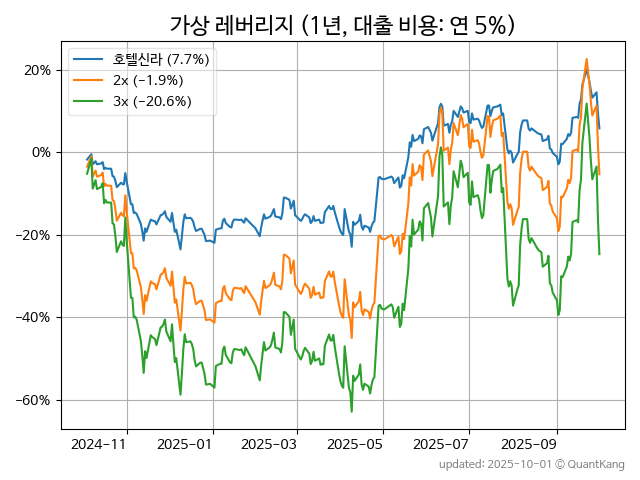 가상 레버리지 (1년, 대출 비용: 연 5%)
호텔신라 (7.7%)
2x (−1.9%)
3x (−20.6%)
20%
0%
−20%
−40%
−60%
2024-11 2025-01 2025-03 2025-05 2025-07 2025-09
updated: 2025-10-01 © QuantKang